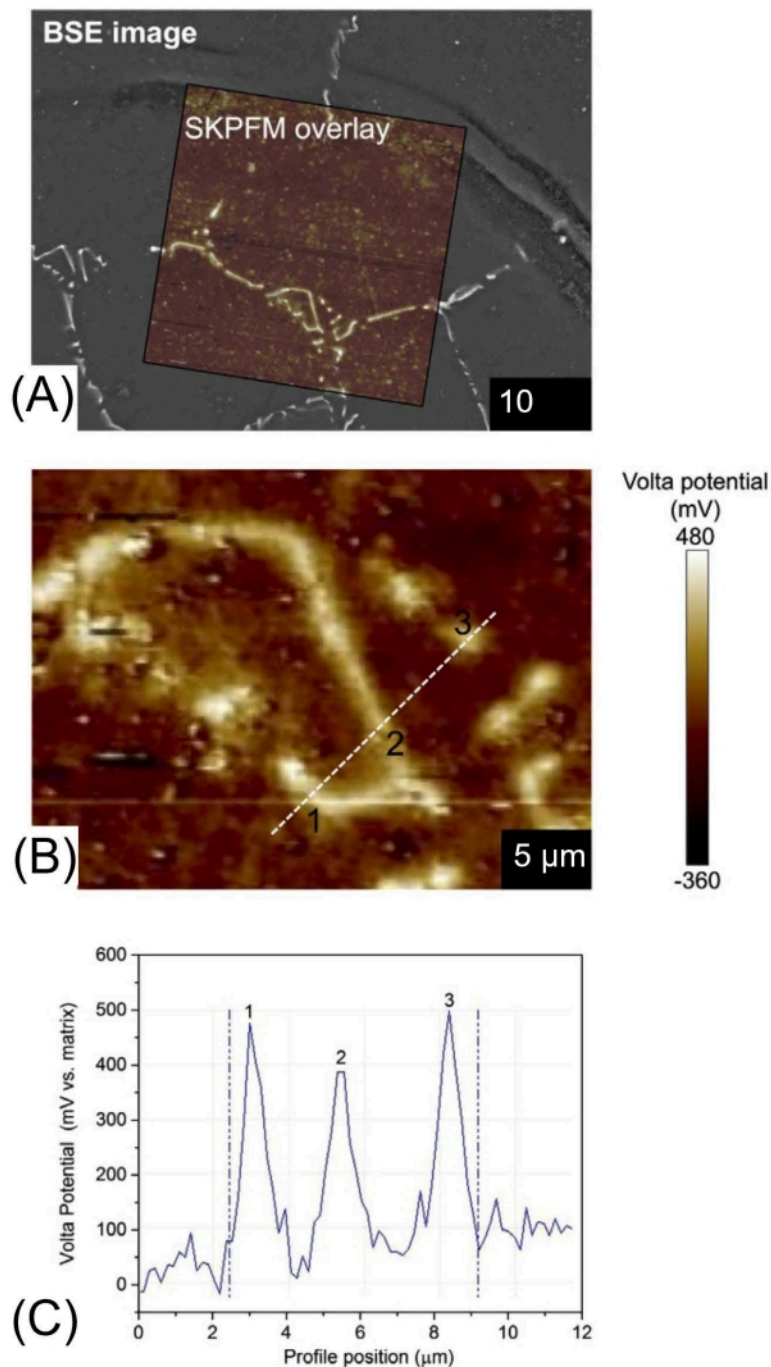 BSE image
SKPFM overlay
(A)
10
Volta potential
(mV)
480
3
2
1
(B)
5 µm
-360
600
500
400
300
200
100
0
1
2
3
Volta Potential (mV vs. matrix)
(C)
0
2
4
6
8
10
12
Profile position (µm)